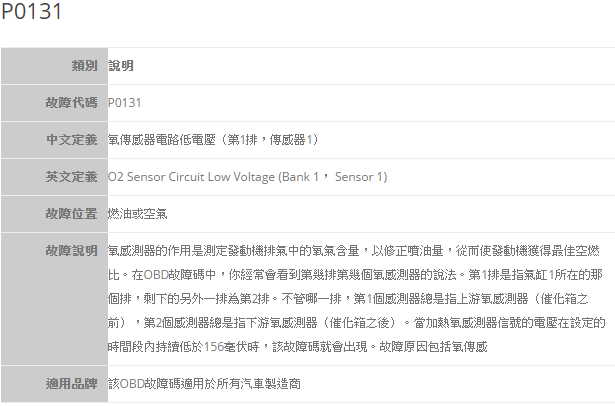 P0131
類別 說明
故障代碼 P0131
中文定義 氧傳感器電路低電壓（第1排，傳感器1）
英文定義 O2 Sensor Circuit Low Voltage (Bank 1， Sensor 1)
故障位置 燃油或空氣
故障說明 氧感測器的作用是測定發動機排氣中的氧氣含量，以修正噴油量，從而使發動機獲得最佳空燃
比。在OBD故障碼中，你經常會看到第幾排第幾個氧感測器的說法。第1排是指氣缸1所在的那
個排，剩下的另外一排為第2排。不管哪一排，第1個感測器總是指上游氧感測器（催化箱之
前），第2個感測器總是指下游氧感測器（催化箱之後）。當加熱氧感測器信號的電壓在設定的
時間段內持續低於156毫伏時，該故障碼就會出現。故障原因包括氧傳感
適用品牌 該OBD故障碼適用於所有汽車製造商